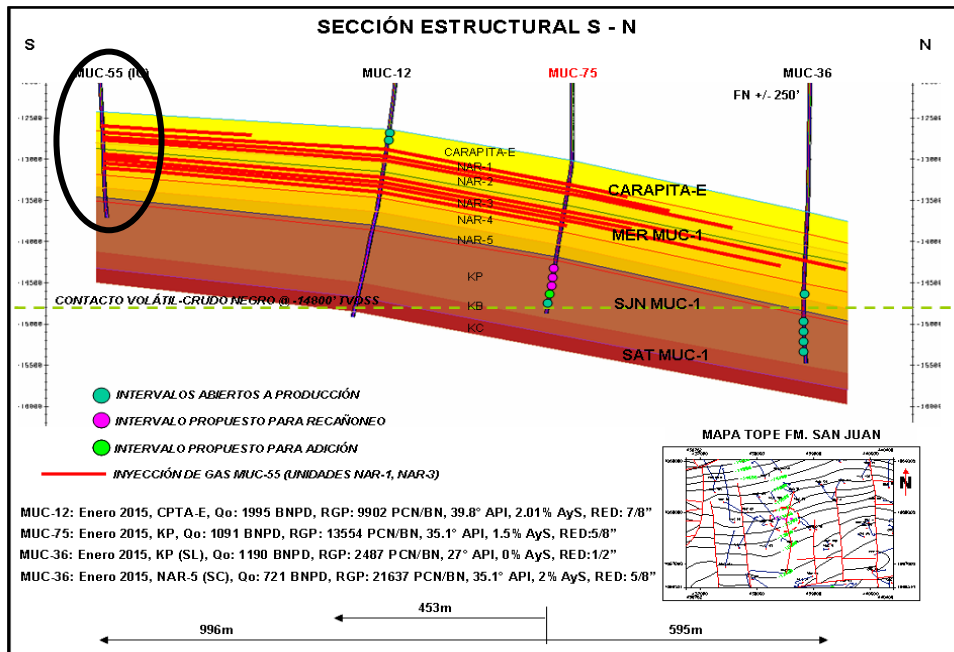 SECCIÓN ESTRUCTURAL S - N
S
N
MUC-55 (IG)
MUC-12
MUC-75
MUC-36
FN +/- 250'
-13000
-13500
-14000
-14500
-15000
-16000
CARAPITA-E
NAR-1
NAR-2
NAR-3
NAR-4
NAR-5
KP
KB
KC
CARAPITA-E
MER MUC-1
SJN MUC-1
SAT MUC-1
CONTACTO VOLÁTIL-CRUDO NEGRO @ -14800' TVDSS
INTERVALOS ABIERTOS A PRODUCCIÓN
INTERVALO PROPUESTO PARA RECAÑONEO
INTERVALO PROPUESTO PARA ADICIÓN
INYECCIÓN DE GAS MUC-55 (UNIDADES NAR-1, NAR-3)
MAPA TOPE FM. SAN JUAN
N
MUC-12: Enero 2015, CPTA-E, Qo: 1995 BNPD, RGP: 9902 PCN/BN, 39.8° API, 2.01% AyS, RED: 7/8"
MUC-75: Enero 2015, KP, Qo: 1091 BNPD, RGP: 13554 PCN/BN, 35.1° API, 1.5% AyS, RED:5/8"
MUC-36: Enero 2015, KP (SL), Qo: 1190 BNPD, RGP: 2487 PCN/BN, 27° API, 0% AyS, RED:1/2"
MUC-36: Enero 2015, NAR-5 (SC), Qo: 721 BNPD, RGP: 21637 PCN/BN, 35.1° API, 2% AyS, RED: 5/8"
453m
996m
595m